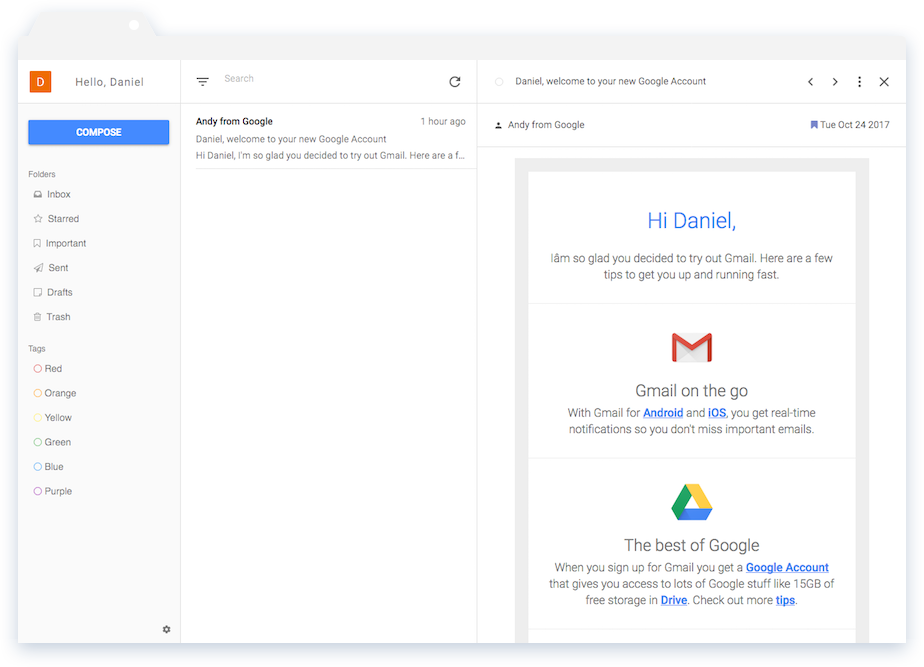 D
Hello, Daniel
COMPOSE
Folders
Inbox
Starred
Important
Sent
Drafts
Trash
Tags
Red
Orange
Yellow
Green
Blue
Purple
Search
Andy from Google 1 hour ago
Daniel, welcome to your new Google Account
Hi Daniel, I'm so glad you decided to try out Gmail. Here are a f...
Daniel, welcome to your new Google Account
Andy from Google Tue Oct 24 2017
Hi Daniel,
Iâm so glad you decided to try out Gmail. Here are a few
tips to get you up and running fast.
Gmail on the go
With Gmail for Android and iOS, you get real-time
notifications so you don't miss important emails.
The best of Google
When you sign up for Gmail you get a Google Account
that gives you access to lots of Google stuff like 15GB of
free storage in Drive. Check out more tips.